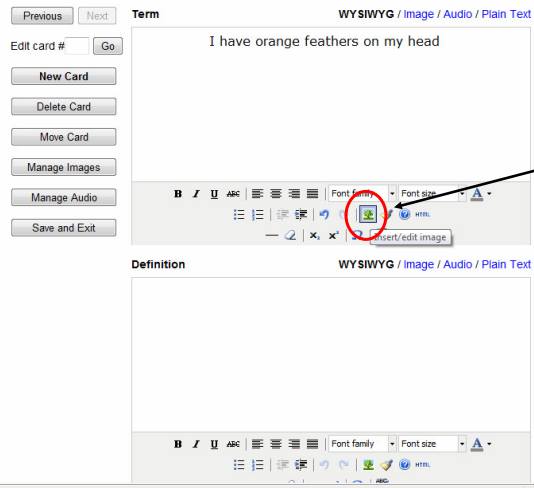 Previous Next
Edit card # Go
New Card
Delete Card
Move Card
Manage Images
Manage Audio
Save and Exit
Term WYSIWYG / Image / Audio / Plain Text
I have orange feathers on my head
B I U ABC Font family Font size A
HTML
x₂ x² Insert/edit image
Definition WYSIWYG / Image / Audio / Plain Text
B I U ABC Font family Font size A
HTML